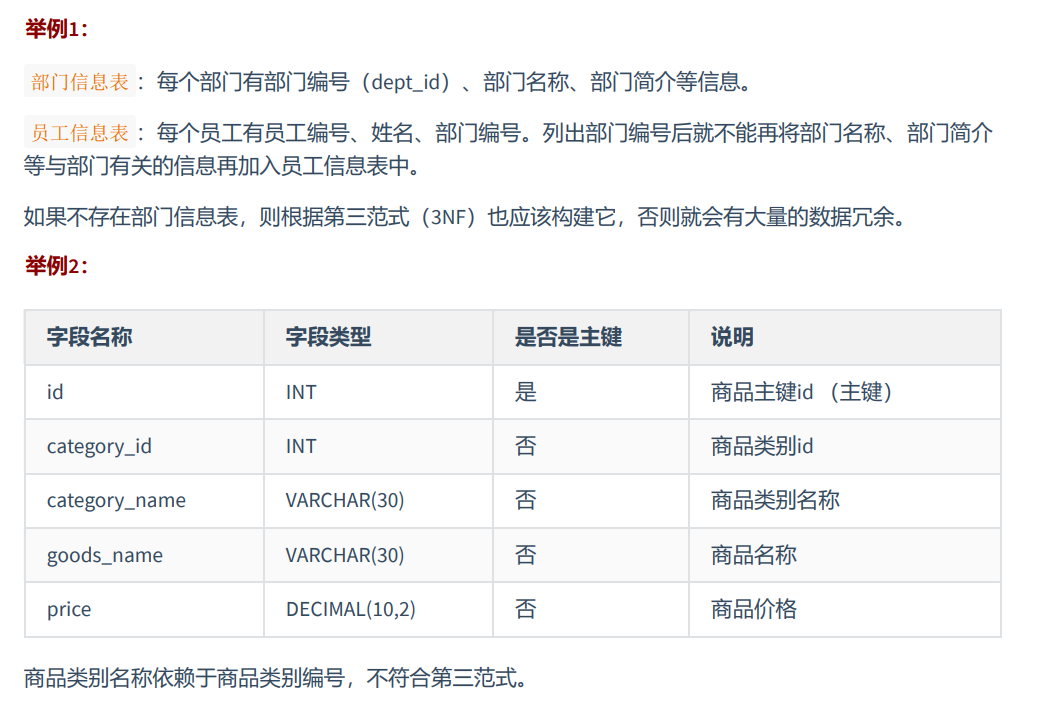 举例1：
部门信息表：每个部门有部门编号（dept_id）、部门名称、部门简介等信息。
员工信息表：每个员工有员工编号、姓名、部门编号。列出部门编号后就不能再将部门名称、部门简介
等与部门有关的信息再加入员工信息表中。
如果不存在部门信息表，则根据第三范式（3NF）也应该构建它，否则就会有大量的数据冗余。
举例2：
字段名称 字段类型 是否是主键 说明
id INT 是 商品主键id （主键）
category_id INT 否 商品类别id
category_name VARCHAR(30) 否 商品类别名称
goods_name VARCHAR(30) 否 商品名称
price DECIMAL(10,2) 否 商品价格
商品类别名称依赖于商品类别编号，不符合第三范式。